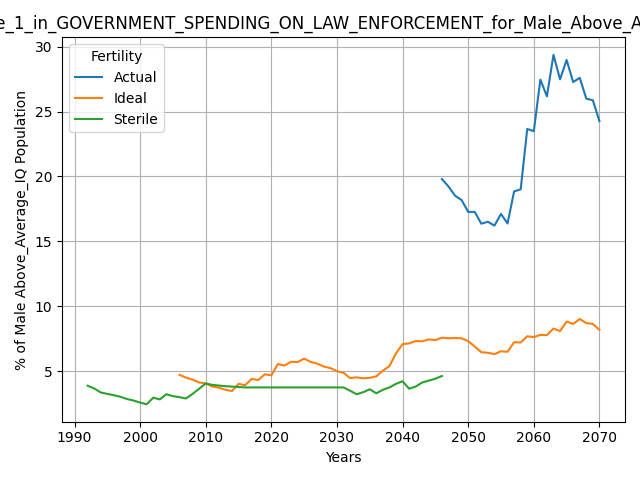 e_1_in_GOVERNMENT_SPENDING_ON_LAW_ENFORCEMENT_for_Male_Above_A
Fertility
Actual
Ideal
Sterile
% of Male Above_Average_IQ Population
30
25
20
15
10
5
1990 2000 2010 2020 2030 2040 2050 2060 2070
Years